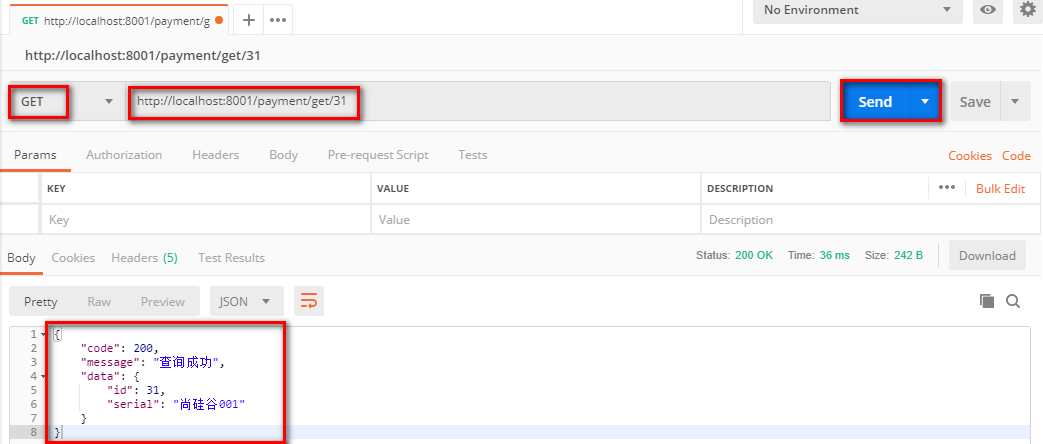 GET http://localhost:8001/payment/g
No Environment
http://localhost:8001/payment/get/31
GET http://localhost:8001/payment/get/31 Send Save
Params Authorization Headers Body Pre-request Script Tests Cookies Code
KEY VALUE DESCRIPTION Bulk Edit
Key Value Description
Body Cookies Headers (5) Test Results Status: 200 OK Time: 36 ms Size: 242 B Download
Pretty Raw Preview JSON
1 {
2 "code": 200,
3 "message": "查询成功",
4 "data": {
5 "id": 31,
6 "serial": "尚硅谷001"
7 }
8 }